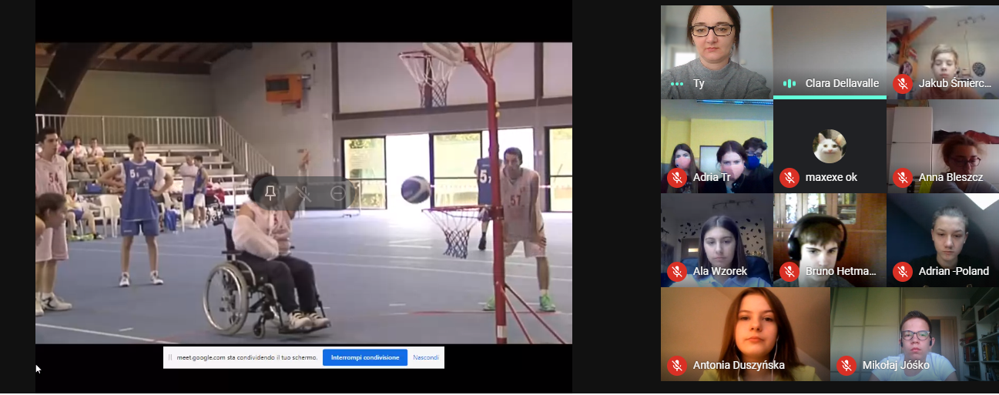 Ty
Clara Dellavalle
Jakub Śmierc...
Adria Tr
maxexe ok
Anna Bleszcz
Ala Wzorek
Bruno Hetma...
Adrian -Poland
Antonia Duszyńska
Mikołaj Jóśko
54
5
5
57
meet.google.com sta condividendo il tuo schermo.
Interrompi condivisione
Nascondi